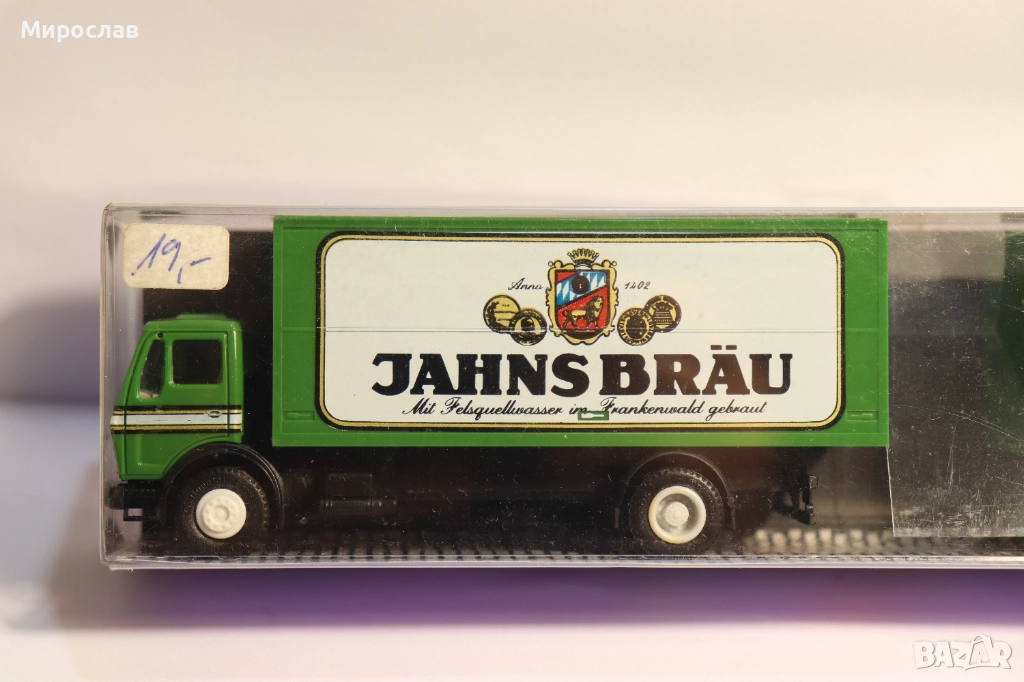 Мирослав
19,-
Anno 1402
JAHNS BRÄU
Mit Felsquellwasser im Frankenwald gebraut
BAZAR